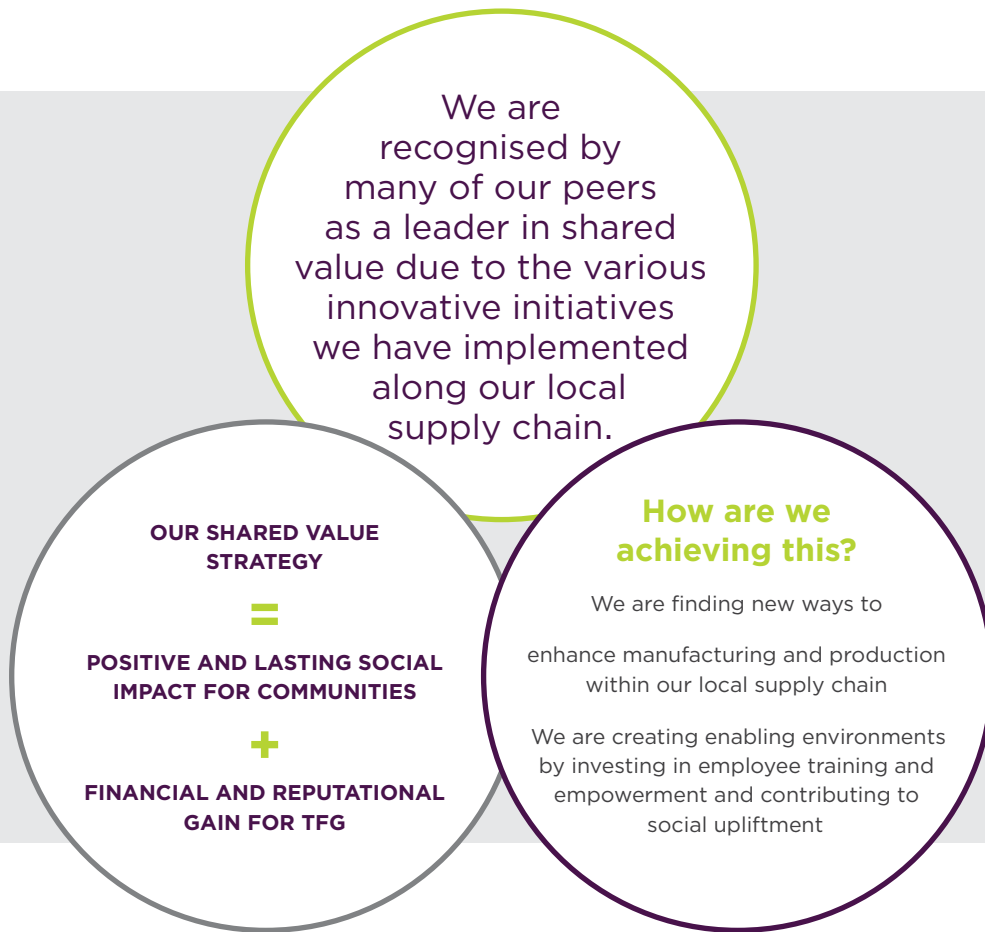 We are
recognised by
many of our peers
as a leader in shared
value due to the various
innovative initiatives
we have implemented
along our local
supply chain.
OUR SHARED VALUE
STRATEGY
=
POSITIVE AND LASTING SOCIAL
IMPACT FOR COMMUNITIES
+
FINANCIAL AND REPUTATIONAL
GAIN FOR TFG
How are we
achieving this?
We are finding new ways to
enhance manufacturing and production
within our local supply chain
We are creating enabling environments
by investing in employee training and
empowerment and contributing to
social upliftment